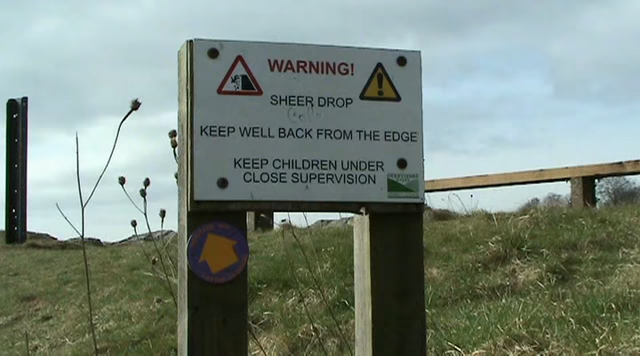 WARNING!
SHEER DROP
KEEP WELL BACK FROM THE EDGE
KEEP CHILDREN UNDER
CLOSE SUPERVISION